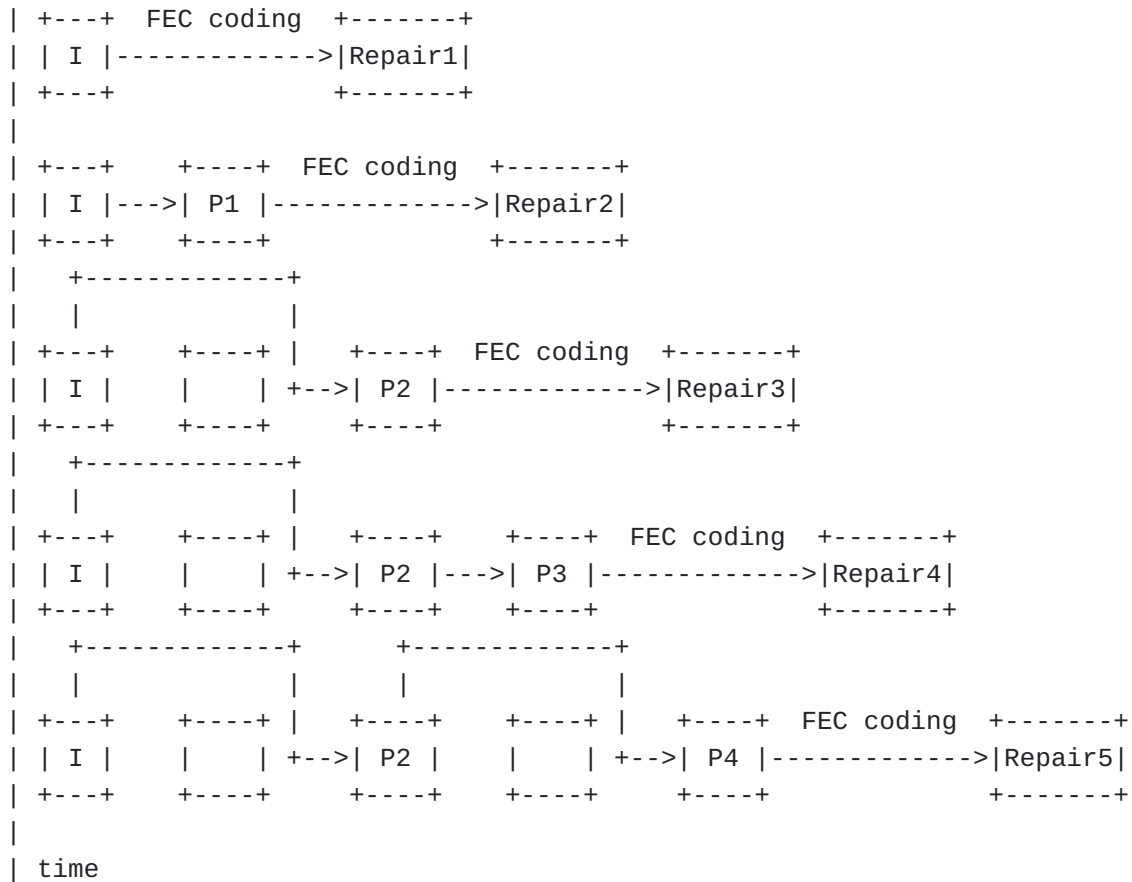 | +---+  FEC coding  +-------+
| | I |------------->|Repair1|
| +---+              +-------+
|
| +---+    +----+  FEC coding  +-------+
| | I |--->| P1 |------------->|Repair2|
| +---+    +----+              +-------+
|   +-------------+
|   |             |
| +---+    +----+ |   +----+  FEC coding  +-------+
| | I |    |    | +-->| P2 |------------->|Repair3|
| +---+    +----+     +----+              +-------+
|   +-------------+
|   |             |
| +---+    +----+ |   +----+    +----+  FEC coding  +-------+
| | I |    |    | +-->| P2 |--->| P3 |------------->|Repair4|
| +---+    +----+     +----+    +----+              +-------+
|   +-------------+      +-------------+
|   |             |      |             |
| +---+    +----+ |   +----+    +----+ |   +----+  FEC coding  +-------+
| | I |    |    | +-->| P2 |    |    | +-->| P4 |------------->|Repair5|
| +---+    +----+     +----+    +----+     +----+              +-------+
|
| time